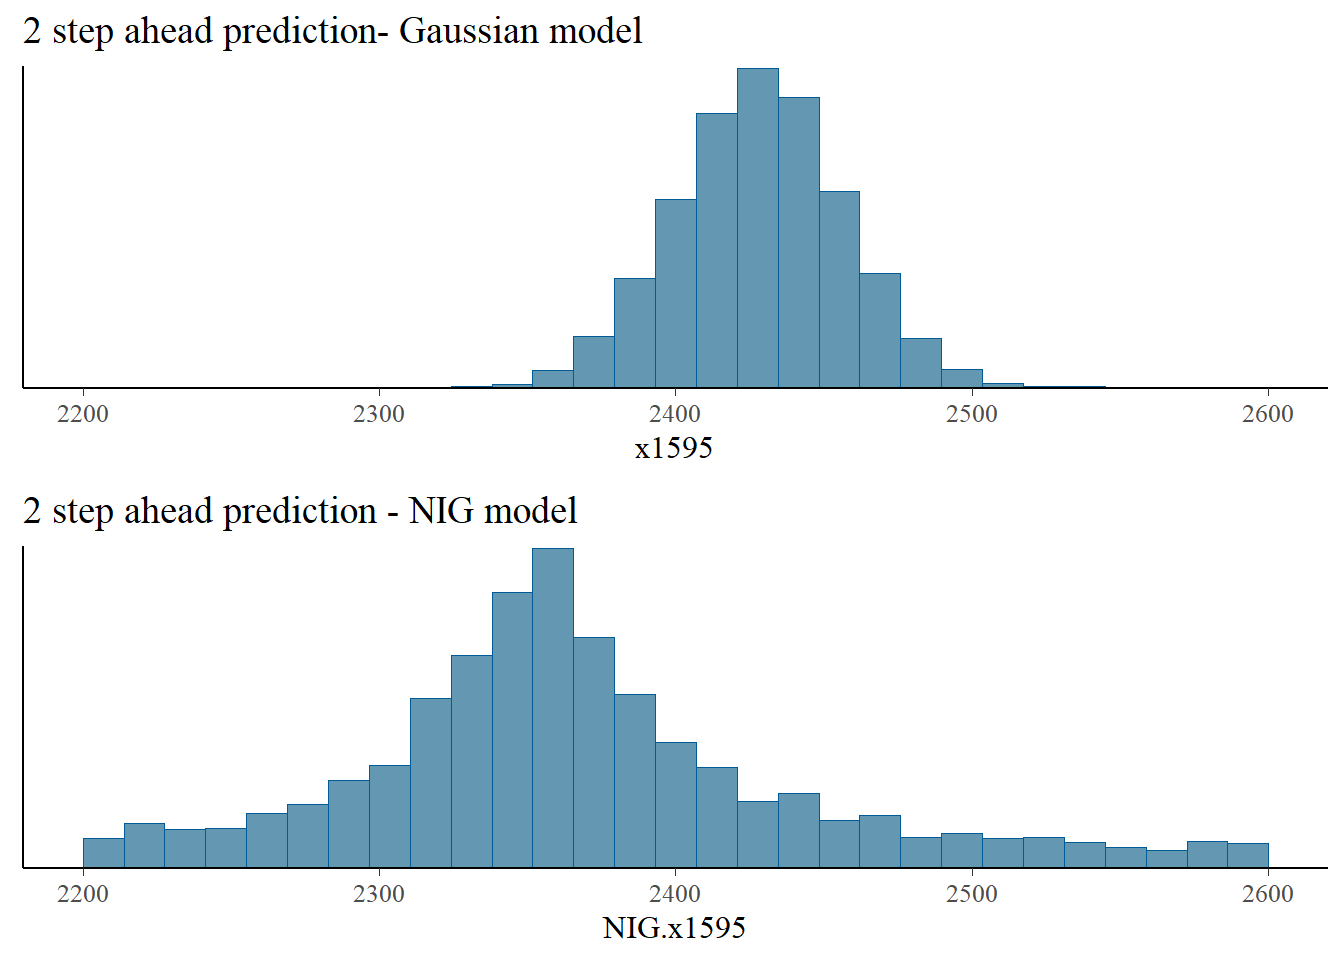 2 step ahead prediction- Gaussian model
2200 2300 2400 2500 2600
x1595
2 step ahead prediction - NIG model
2200 2300 2400 2500 2600
NIG.x1595